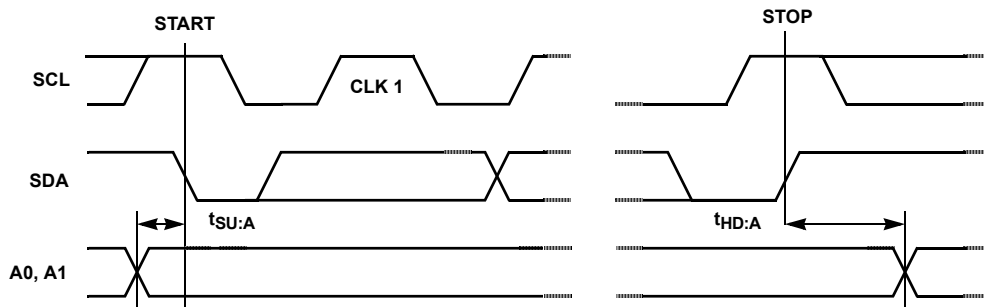 START
STOP
SCL
CLK 1
SDA
tSU:A
tHD:A
A0, A1